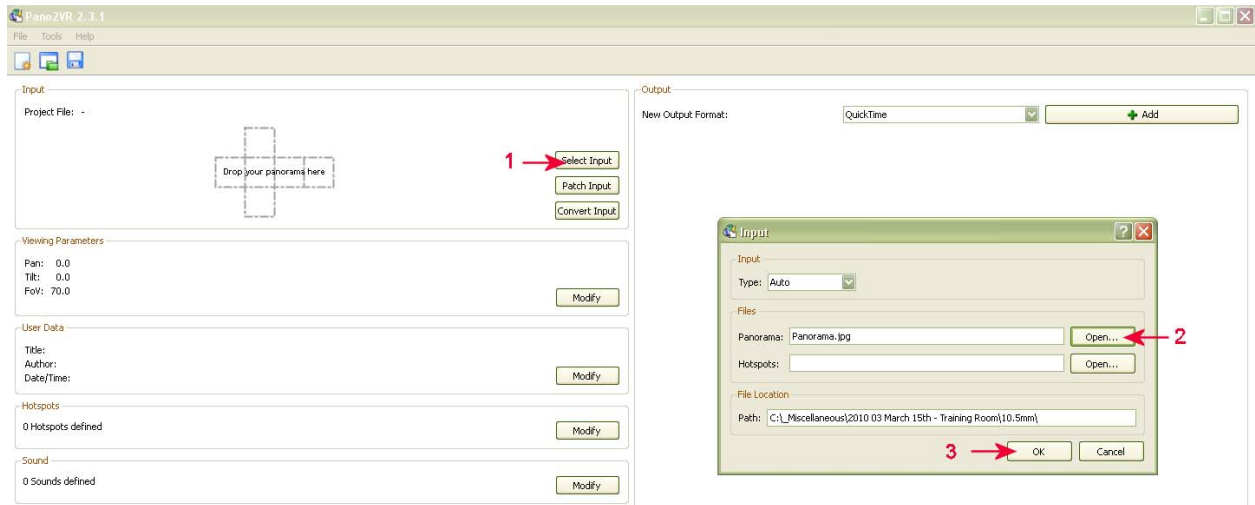 Pano2VR 2.3.1
File Tools Help
Input
Project File: -
Drop your panorama here
1
Select Input
Patch Input
Convert Input
Viewing Parameters
Pan: 0.0
Tilt: 0.0
FoV: 70.0
Modify
User Data
Title:
Author:
Date/Time:
Modify
Hotspots
0 Hotspots defined
Modify
Sound
0 Sounds defined
Modify
Output
New Output Format: QuickTime Add
Input
Input
Type: Auto
Files
Panorama: Panorama.jpg Open... 2
Hotspots: Open...
File Location
Path: C:\_Miscellaneous\2010 03 March 15th - Training Room\10.5mm\
3 OK Cancel